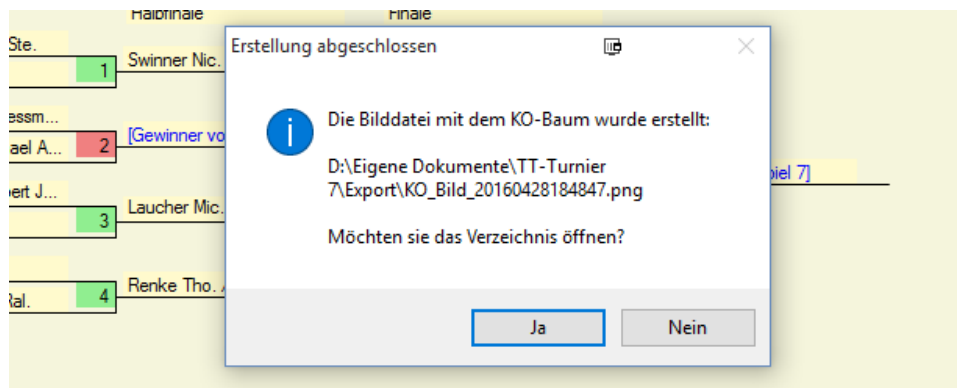 Halbfinale
Finale
Erstellung abgeschlossen
Ste.
1
Swinner Nic.
essm...
ael A...
2
[Gewinner vo
ert J...
3
Laucher Mic.
4
Renke Tho.
Ral.
Die Bilddatei mit dem KO-Baum wurde erstellt:
D:\Eigene Dokumente\TT-Turnier
7\Export\KO_Bild_20160428184847.png
Möchten sie das Verzeichnis öffnen?
iel 7]
Ja
Nein